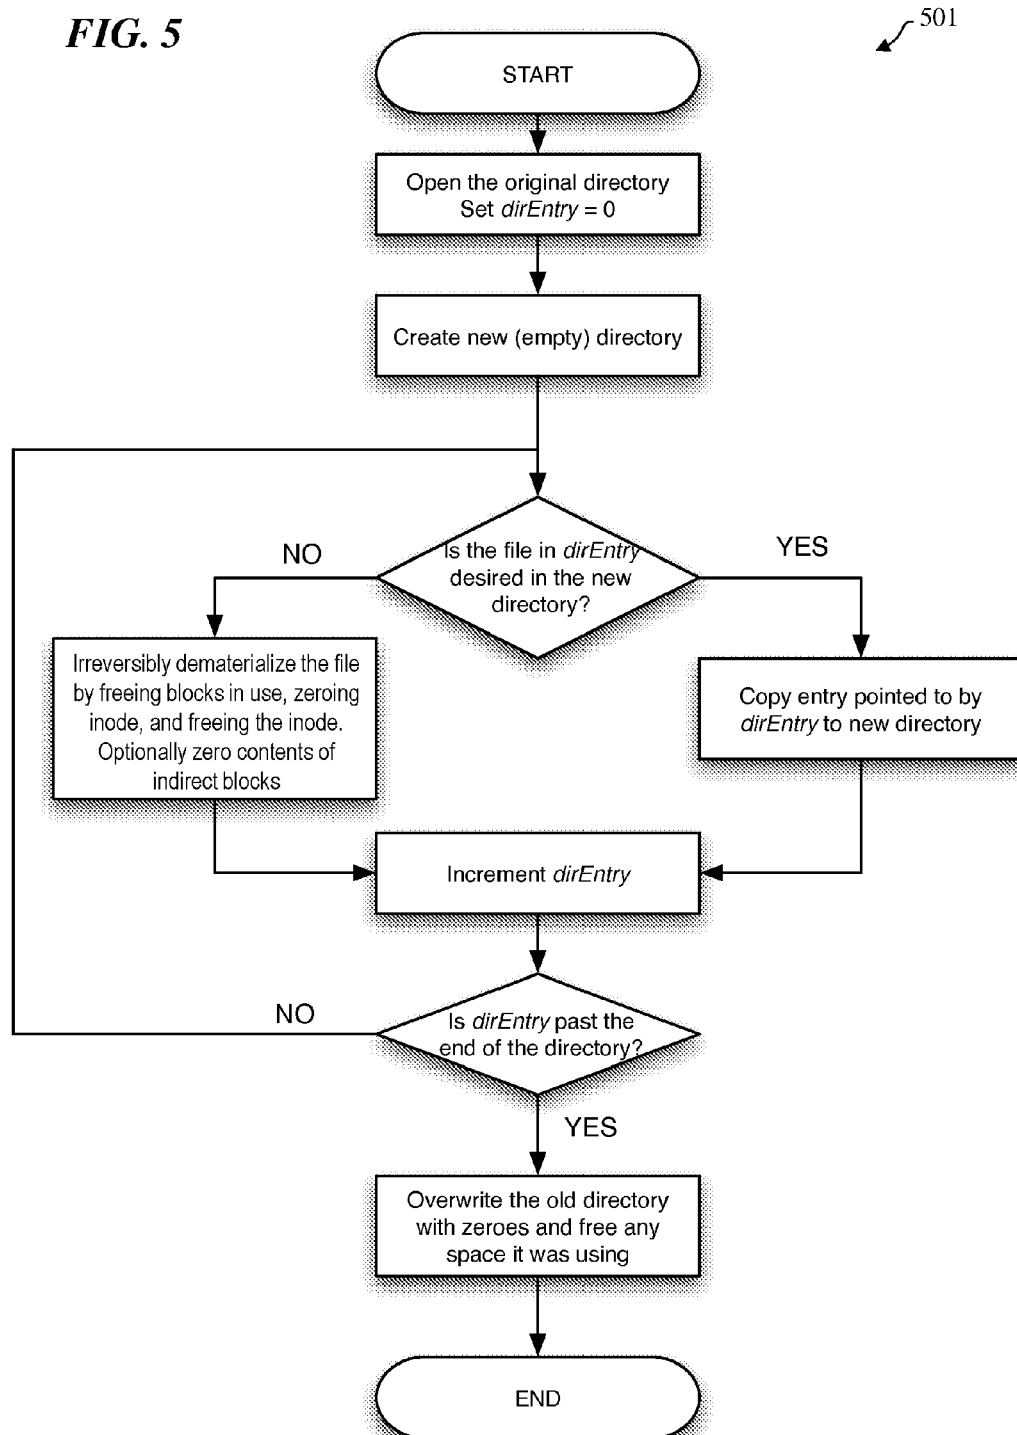 FIG. 5
501
START
Open the original directory
Set dirEntry = 0
Create new (empty) directory
Is the file in dirEntry
desired in the new
directory?
NO
YES
Irreversibly dematerialize the file
by freeing blocks in use, zeroing
inode, and freeing the inode.
Optionally zero contents of
indirect blocks
Copy entry pointed to by
dirEntry to new directory
Increment dirEntry
Is dirEntry past the
end of the directory?
NO
YES
Overwrite the old directory
with zeroes and free any
space it was using
END